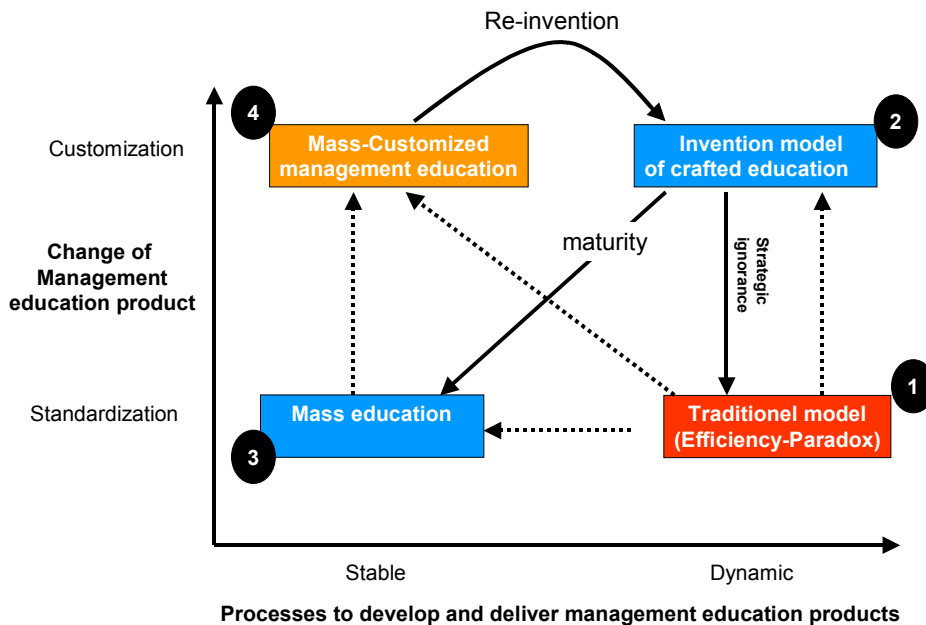 Re-invention
4
2
Customization
Mass-Customized
management education
Invention model
of crafted education
Change of
Management
education product
maturity
Strategic
ignorance
1
Standardization
Mass education
Traditionel model
(Efficiency-Paradox)
3
Stable
Dynamic
Processes to develop and deliver management education products